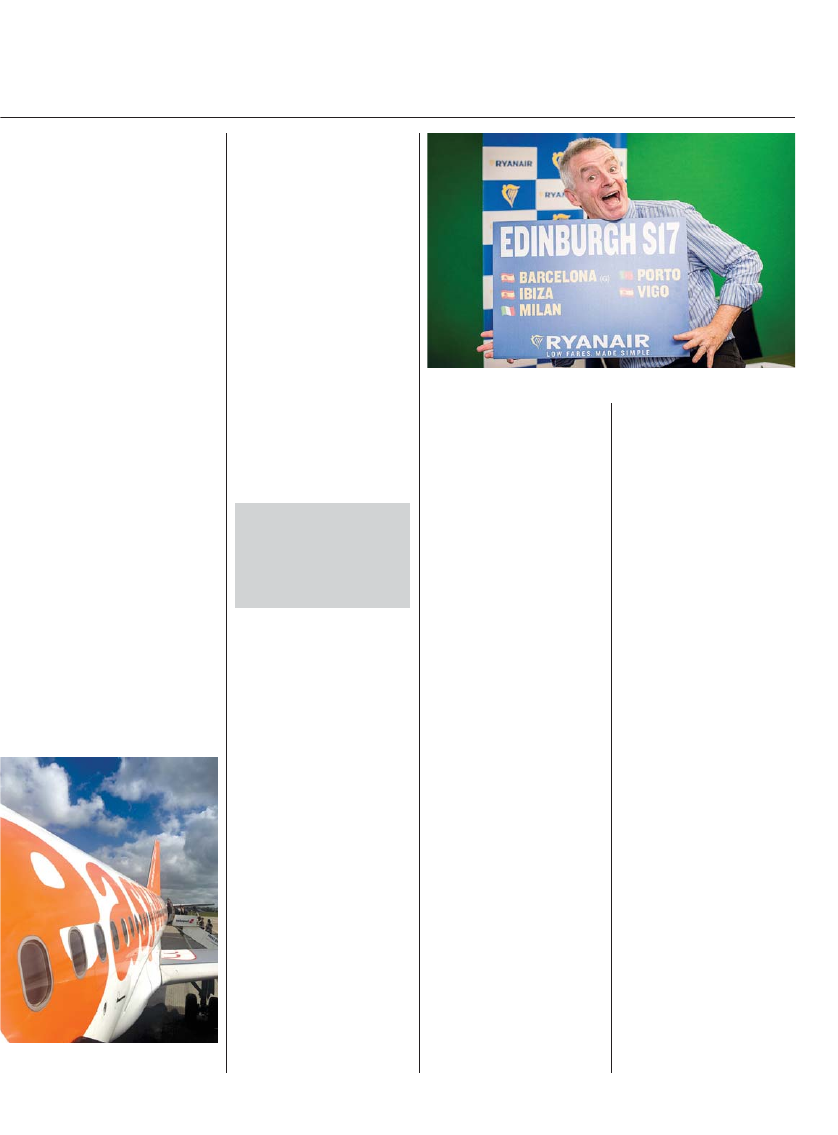 RYANAIR
RYANAIR
EDINBURGH S17
BARCELONA
PORTO
IBIZA
VIGO
MILAN
RYANAIR
LOW FARES. MADE SIMPLE